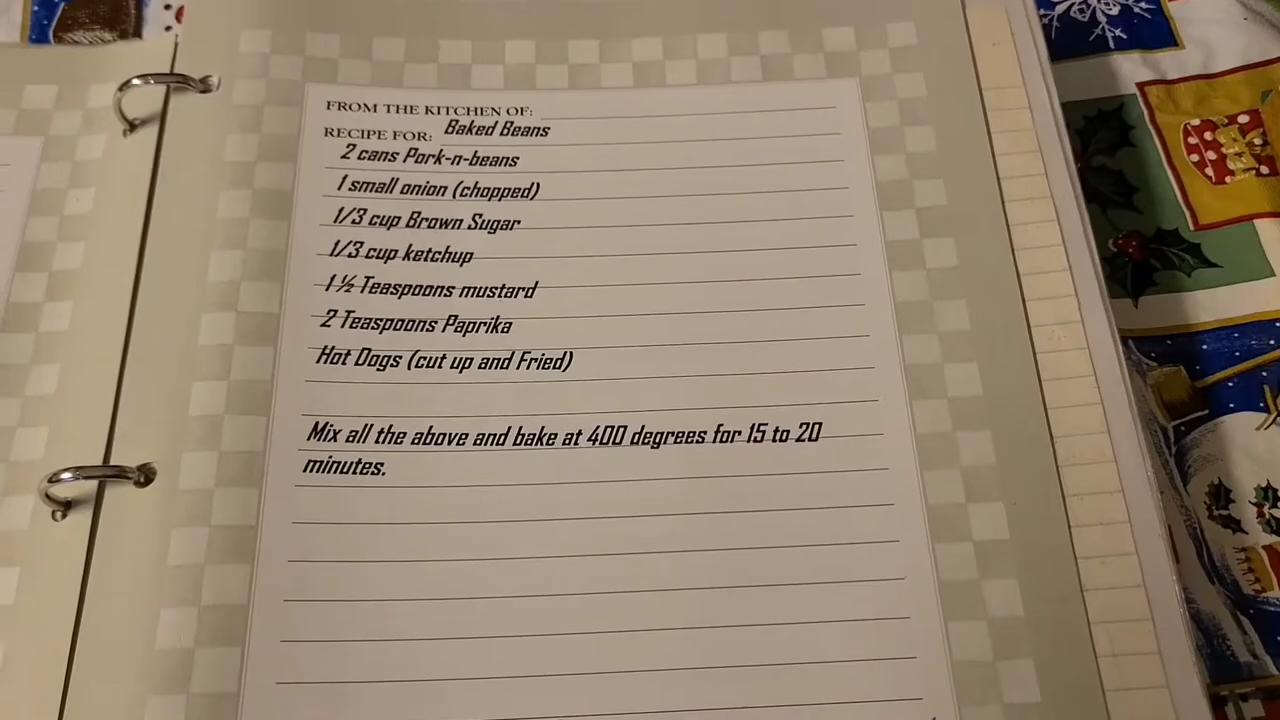 FROM THE KITCHEN OF:
RECIPE FOR: Baked Beans
2 cans Pork-n-beans
1 small onion (chopped)
1/3 cup Brown Sugar
1/3 cup ketchup
1 ½ Teaspoons mustard
2 Teaspoons Paprika
Hot Dogs (cut up and Fried)
Mix all the above and bake at 400 degrees for 15 to 20
minutes.